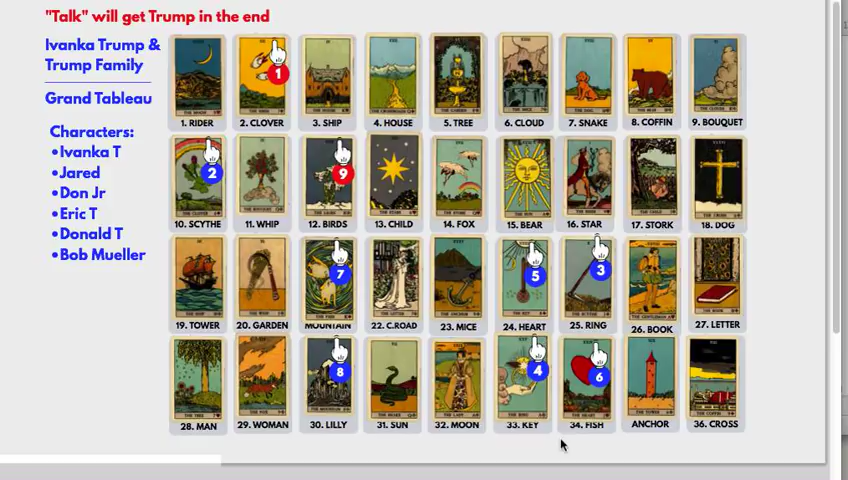 "Talk" will get Trump in the end
Ivanka Trump &
Trump Family
Grand Tableau
Characters:
•Ivanka T
•Jared
•Don Jr
•Eric T
•Donald T
•Bob Mueller
1
1. RIDER 2. CLOVER 3. SHIP 4. HOUSE 5. TREE 6. CLOUD 7. SNAKE 8. COFFIN 9. BOUQUET
2 9
10. SCYTHE 11. WHIP 12. BIRDS 13. CHILD 14. FOX 15. BEAR 16. STAR 17. STORK 18. DOG
7 5 3
19. TOWER 20. GARDEN MOUNTAIN 22. C.ROAD 23. MICE 24. HEART 25. RING 26. BOOK 27. LETTER
8 4 6
28. MAN 29. WOMAN 30. LILLY 31. SUN 32. MOON 33. KEY 34. FISH ANCHOR 36. CROSS